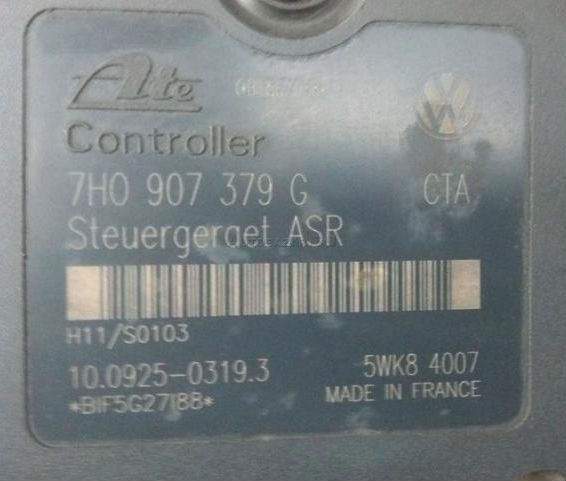 Ate
Controller
7H0 907 379 G CTA
Steuergeraet ASR
H11/S0103
10.0925-0319.3 5WK8 4007
*BIF5G27I88* MADE IN FRANCE